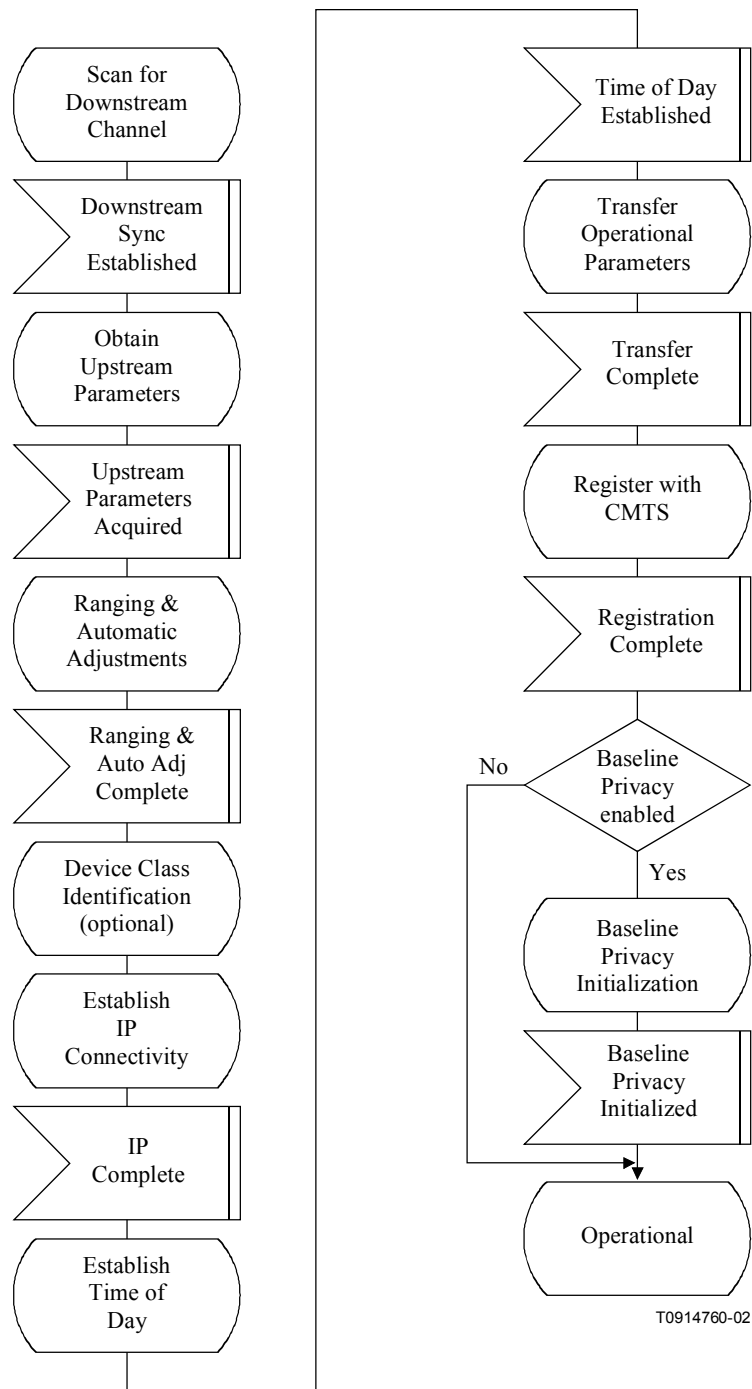 Scan for
Downstream
Channel
Downstream
Sync
Established
Obtain
Upstream
Parameters
Upstream
Parameters
Acquired
Ranging &
Automatic
Adjustments
Ranging &
Auto Adj
Complete
Device Class
Identification
(optional)
Establish
IP
Connectivity
IP
Complete
Establish
Time of
Day
Time of Day
Established
Transfer
Operational
Parameters
Transfer
Complete
Register with
CMTS
Registration
Complete
Baseline
Privacy
enabled
No
Yes
Baseline
Privacy
Initialization
Baseline
Privacy
Initialized
Operational
T0914760-02